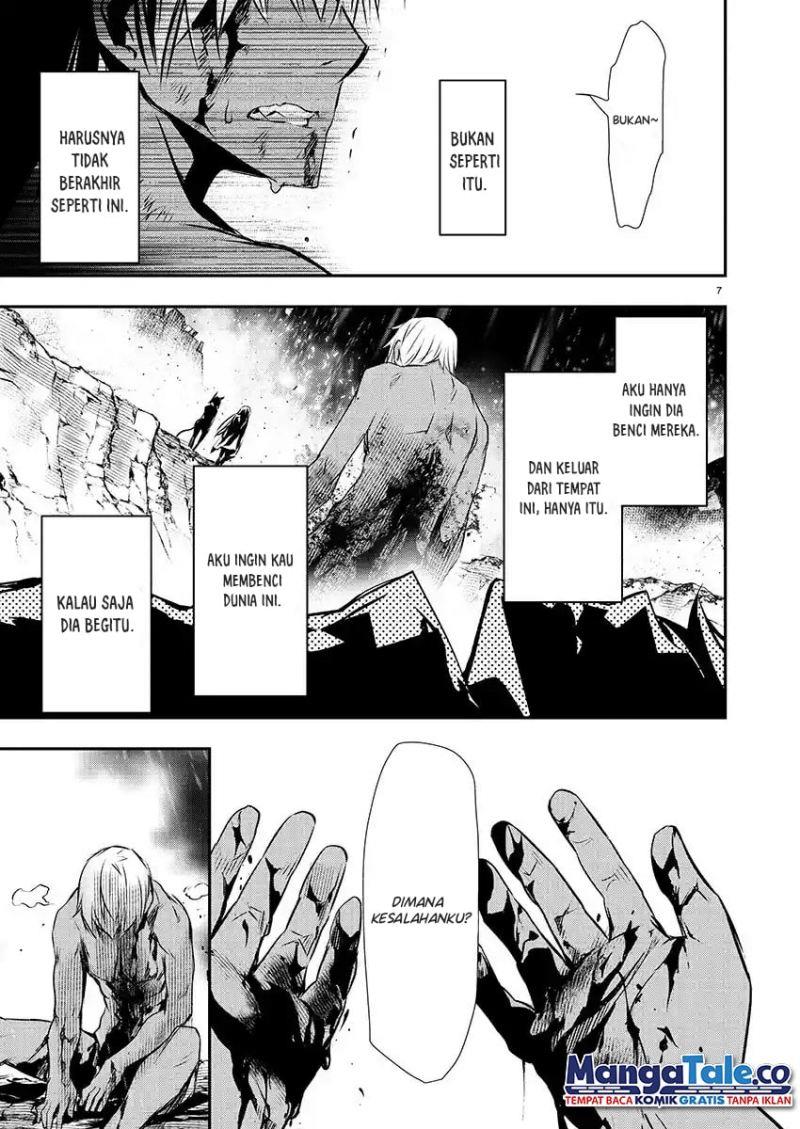 BUKAN~
BUKAN
SEPERTI
ITU.
HARUSNYA
TIDAK
BERAKHIR
SEPERTI INI.
7
AKU HANYA
INGIN DIA
BENCI MEREKA.
DAN KELUAR
DARI TEMPAT
INI, HANYA ITU.
AKU INGIN KAU
MEMBENCI
DUNIA INI.
KALAU SAJA
DIA BEGITU.
DIMANA
KESALAHANKU?
MangaTale.co
TEMPAT BACA KOMIK GRATIS TANPA IKLAN